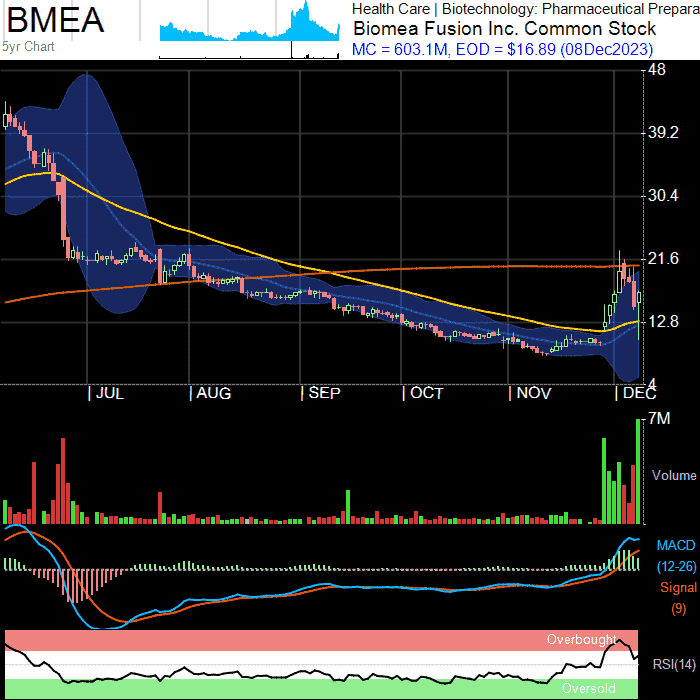 BMEA
5yr Chart
Health Care | Biotechnology: Pharmaceutical Prepara
Biomea Fusion Inc. Common Stock
MC = 603.1M, EOD = $16.89 (08Dec2023)
48
39.2
30.4
21.6
12.8
4
| JUL | AUG | SEP | OCT | NOV | DEC
7M
Volume
MACD
(12-26)
Signal
(9)
Overbought
RSI(14)
Oversold